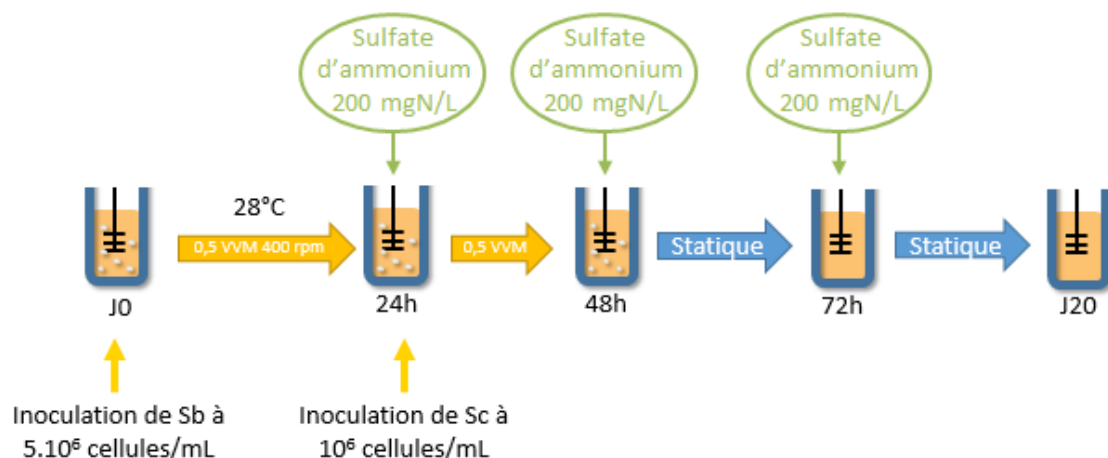 Sulfate
d’ammonium
200 mgN/L
Sulfate
d’ammonium
200 mgN/L
Sulfate
d’ammonium
200 mgN/L
28°C
0,5 VVM 400 rpm
0,5 VVM
Statique
Statique
J0
24h
48h
72h
J20
Inoculation de Sb à
5.10⁶ cellules/mL
Inoculation de Sc à
10⁶ cellules/mL